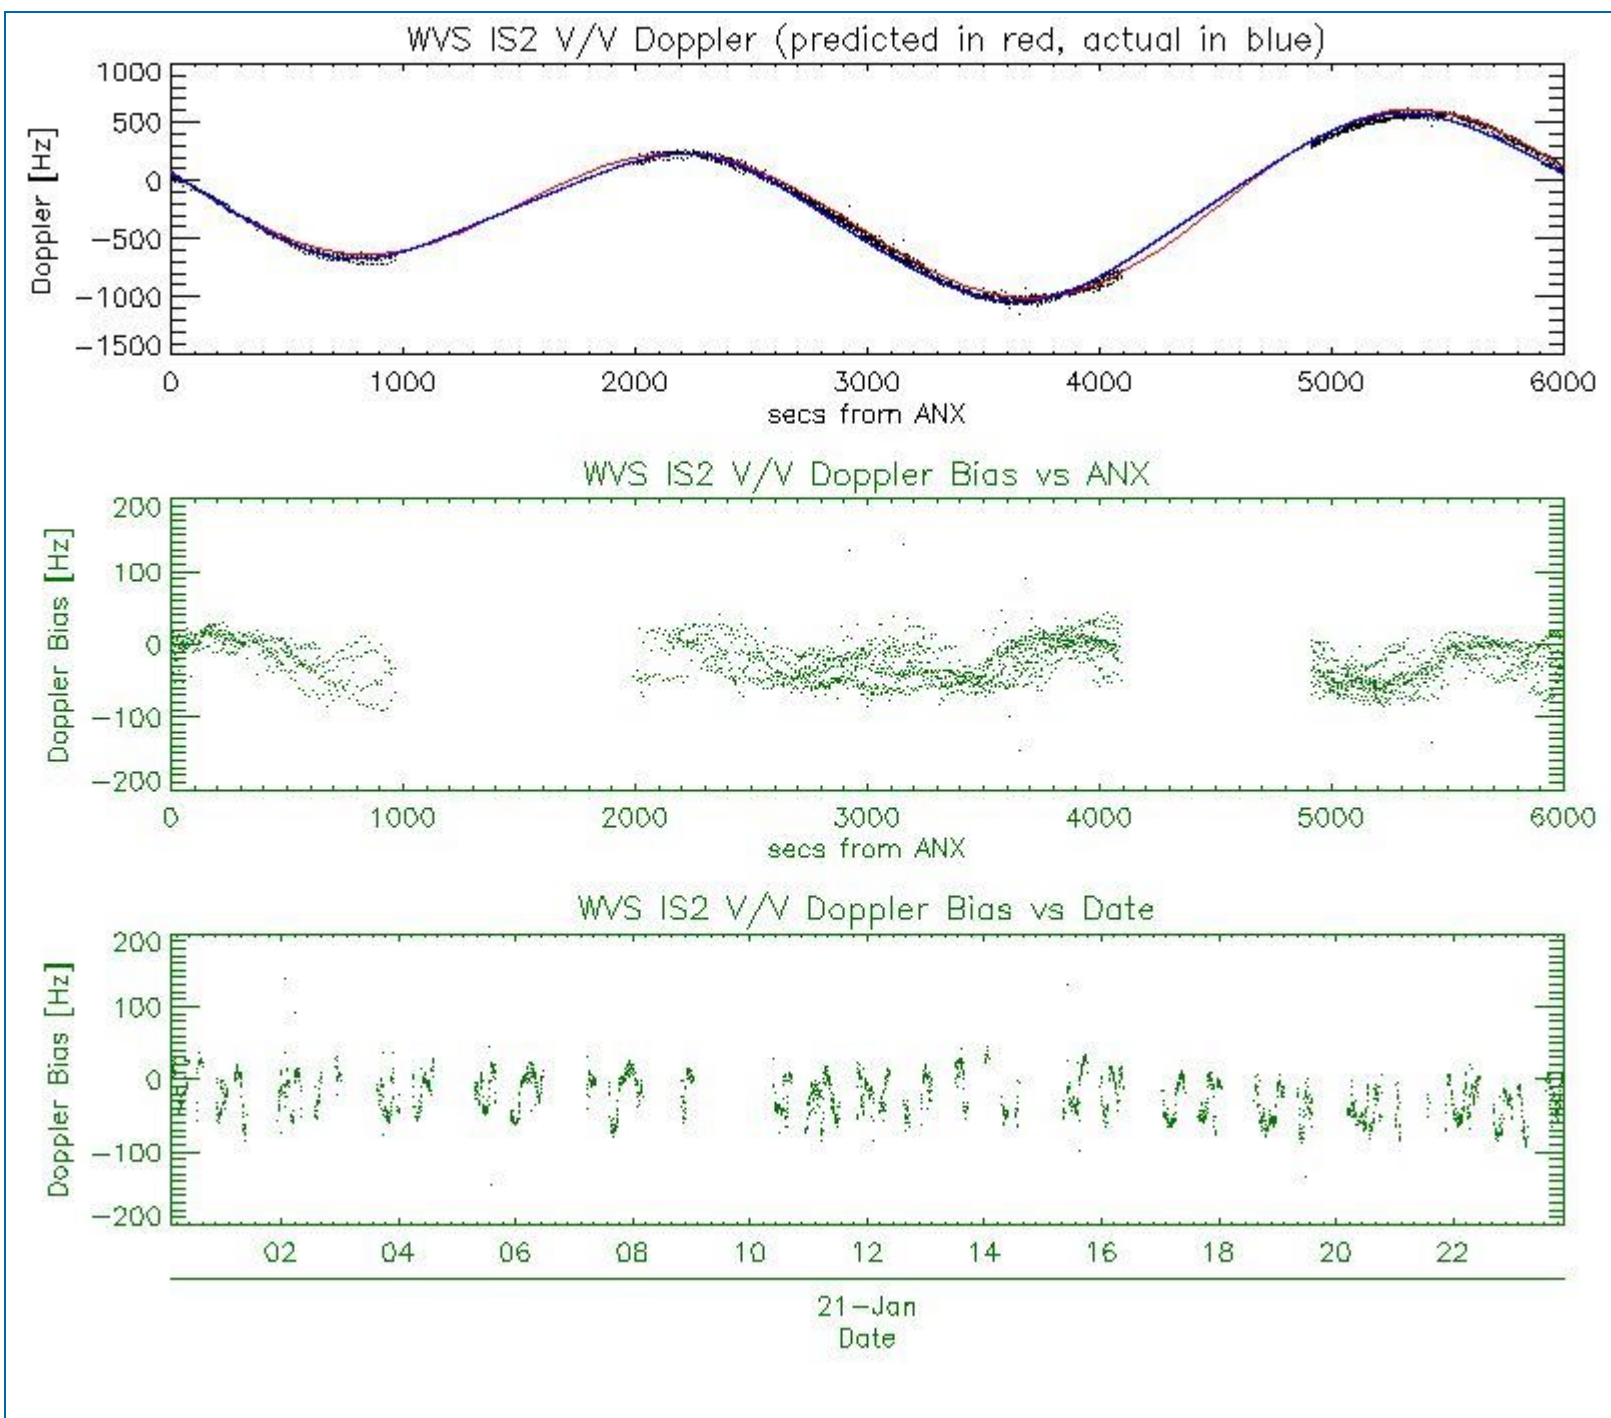 WVS IS2 V/V Doppler (predicted in red, actual in blue)
1000
500
0
−500
−1000
−1500
Doppler [Hz]
0 1000 2000 3000 4000 5000 6000
secs from ANX
WVS IS2 V/V Doppler Bias vs ANX
200
100
0
−100
−200
Doppler Bias [Hz]
0 1000 2000 3000 4000 5000 6000
secs from ANX
WVS IS2 V/V Doppler Bias vs Date
200
100
0
−100
−200
Doppler Bias [Hz]
02 04 06 08 10 12 14 16 18 20 22
21−Jan
Date